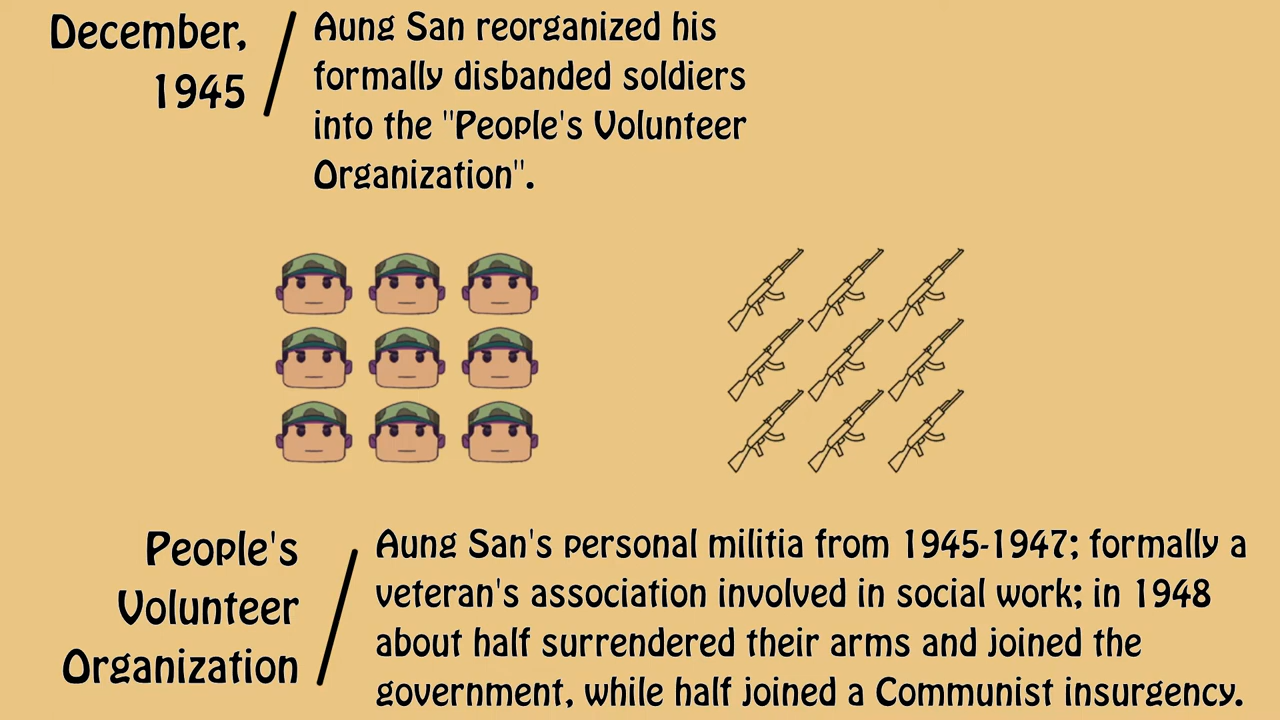 December,
1945
Aung San reorganized his
formally disbanded soldiers
into the "People's Volunteer
Organization".
People's
Volunteer
Organization
Aung San's personal militia from 1945-1947; formally a
veteran's association involved in social work; in 1948
about half surrendered their arms and joined the
government, while half joined a Communist insurgency.